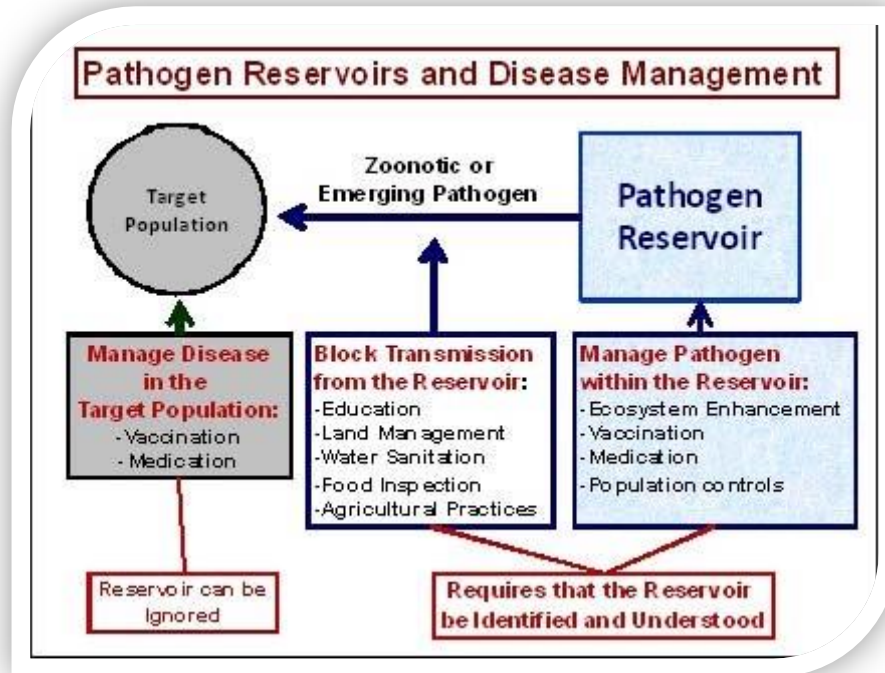 Pathogen Reservoirs and Disease Management
Target
Population
Zoonotic or
Emerging Pathogen
Pathogen
Reservoir
Manage Disease
in the
Target Population:
- Vaccination
- Medication
Block Transmission
from the Reservoir:
-Education
-Land Management
-Water Sanitation
-Food Inspection
-Agricultural Practices
Manage Pathogen
within the Reservoir:
-Ecosystem Enhancement
-Vaccination
-Medication
-Population controls
Reservoir can be
Ignored
Requires that the Reservoir
be Identified and Understood